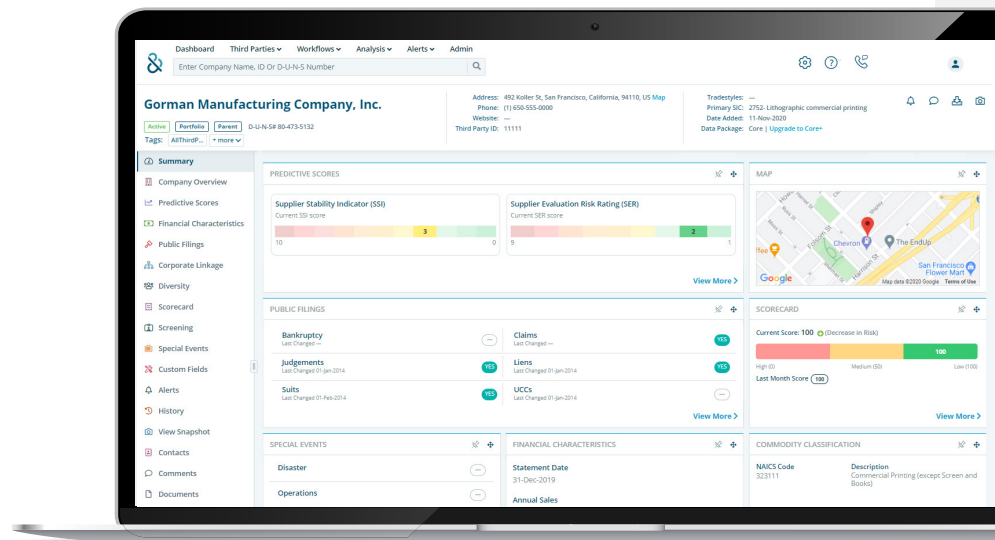 Dashboard Third Parties Workflows Analysis Alerts Admin
Enter Company Name, ID Or D-U-N-S Number
Gorman Manufacturing Company, Inc.
Active Portfolio Parent D-U-N-S# 80-473-5132
Tags: AllThirdP... + more
Address: 492 Koller St, San Francisco, California, 94110, US Map
Phone: (1) 650-555-0000
Website: —
Third Party ID: 11111
Tradestyles: —
Primary SIC: 2752- Lithographic commercial printing
Date Added: 11-Nov-2020
Data Package: Core | Upgrade to Core+
Summary
Company Overview
Predictive Scores
Financial Characteristics
Public Filings
Corporate Linkage
Diversity
Scorecard
Screening
Special Events
Custom Fields
Alerts
History
View Snapshot
Contacts
Comments
Documents
PREDICTIVE SCORES
Supplier Stability Indicator (SSI)
Current SSI score
3
10 0
Supplier Evaluation Risk Rating (SER)
Current SER score
2
9 1
View More >
MAP
Folsom St
Harrison St
Chevron
The EndUp
ffee
San Francisco
Flower Mart
Google
Map data ©2020 Google Terms of Use
PUBLIC FILINGS
Bankruptcy
Last Changed —
—
Claims
Last Changed —
YES
Judgements
Last Changed 01-Jan-2014
YES
Liens
Last Changed 01-Jan-2014
YES
Suits
Last Changed 01-Feb-2014
YES
UCCs
Last Changed 01-Jan-2014
—
View More >
SCORECARD
Current Score: 100 (Decrease in Risk)
100
High (0) Medium (50) Low (100)
Last Month Score 100
View More >
SPECIAL EVENTS
Disaster
—
Operations
—
FINANCIAL CHARACTERISTICS
Statement Date
31-Dec-2019
Annual Sales
COMMODITY CLASSIFICATION
NAICS Code Description
323111 Commercial Printing (except Screen and
Books)